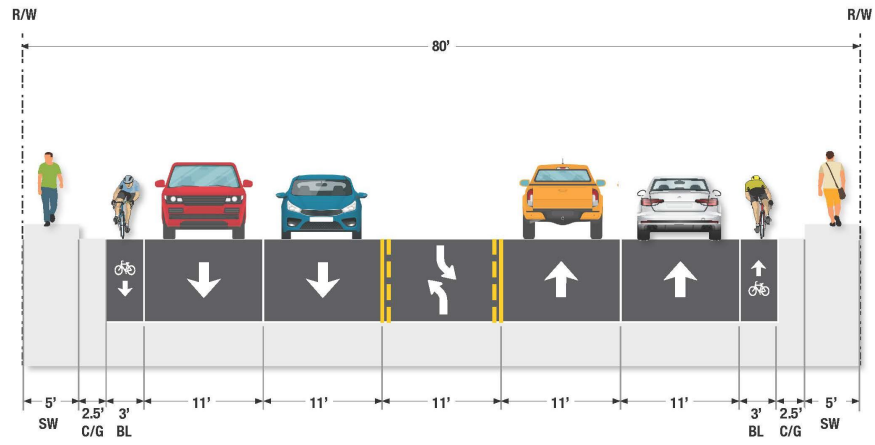 R/W
R/W
80'
5'
SW
2.5'
C/G
3'
BL
11'
11'
11'
11'
11'
3'
BL
2.5'
C/G
5'
SW